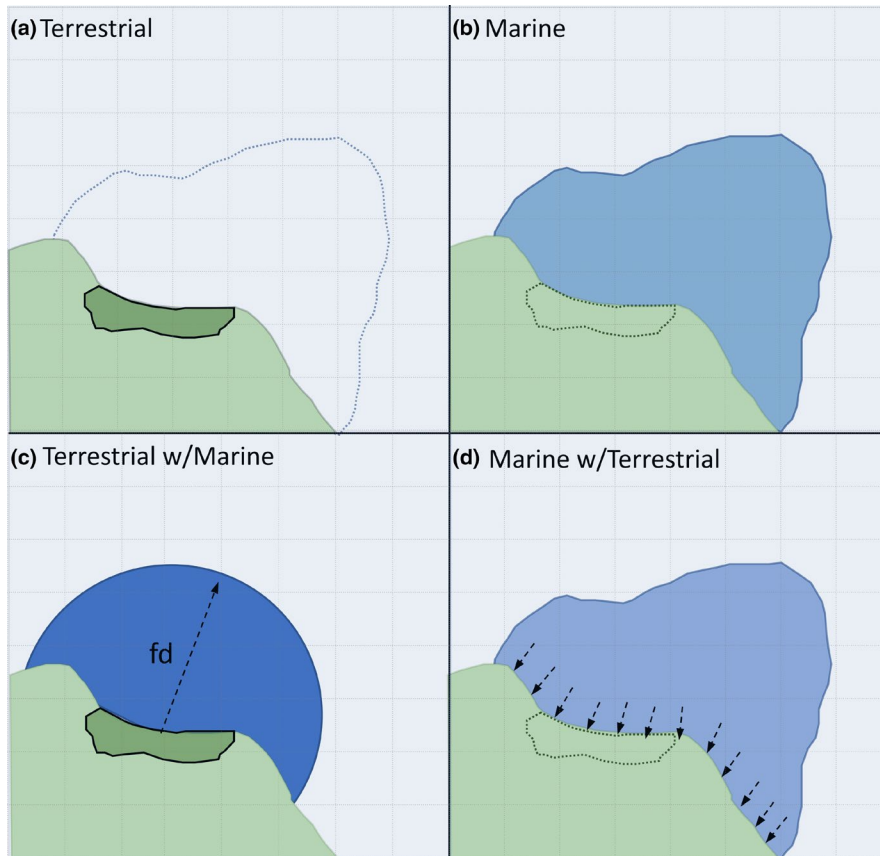 (a) Terrestrial
(b) Marine
(c) Terrestrial w/Marine
fd
(d) Marine w/Terrestrial